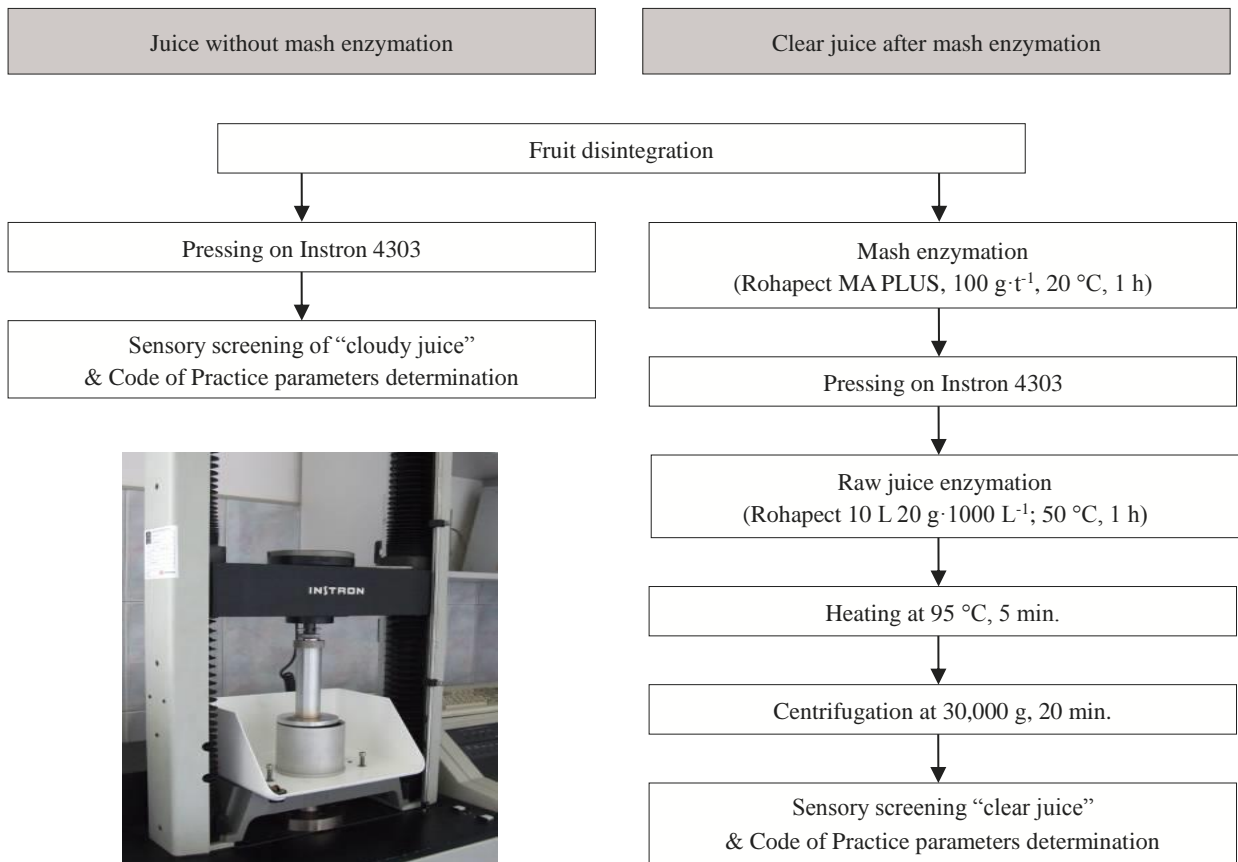 Juice without mash enzymation
Clear juice after mash enzymation
Fruit disintegration
Pressing on Instron 4303
Sensory screening of “cloudy juice”
& Code of Practice parameters determination
Mash enzymation
(Rohapect MA PLUS, 100 g·t⁻¹, 20 °C, 1 h)
Pressing on Instron 4303
Raw juice enzymation
(Rohapect 10 L 20 g·1000 L⁻¹; 50 °C, 1 h)
Heating at 95 °C, 5 min.
Centrifugation at 30,000 g, 20 min.
Sensory screening “clear juice”
& Code of Practice parameters determination
INSTRON